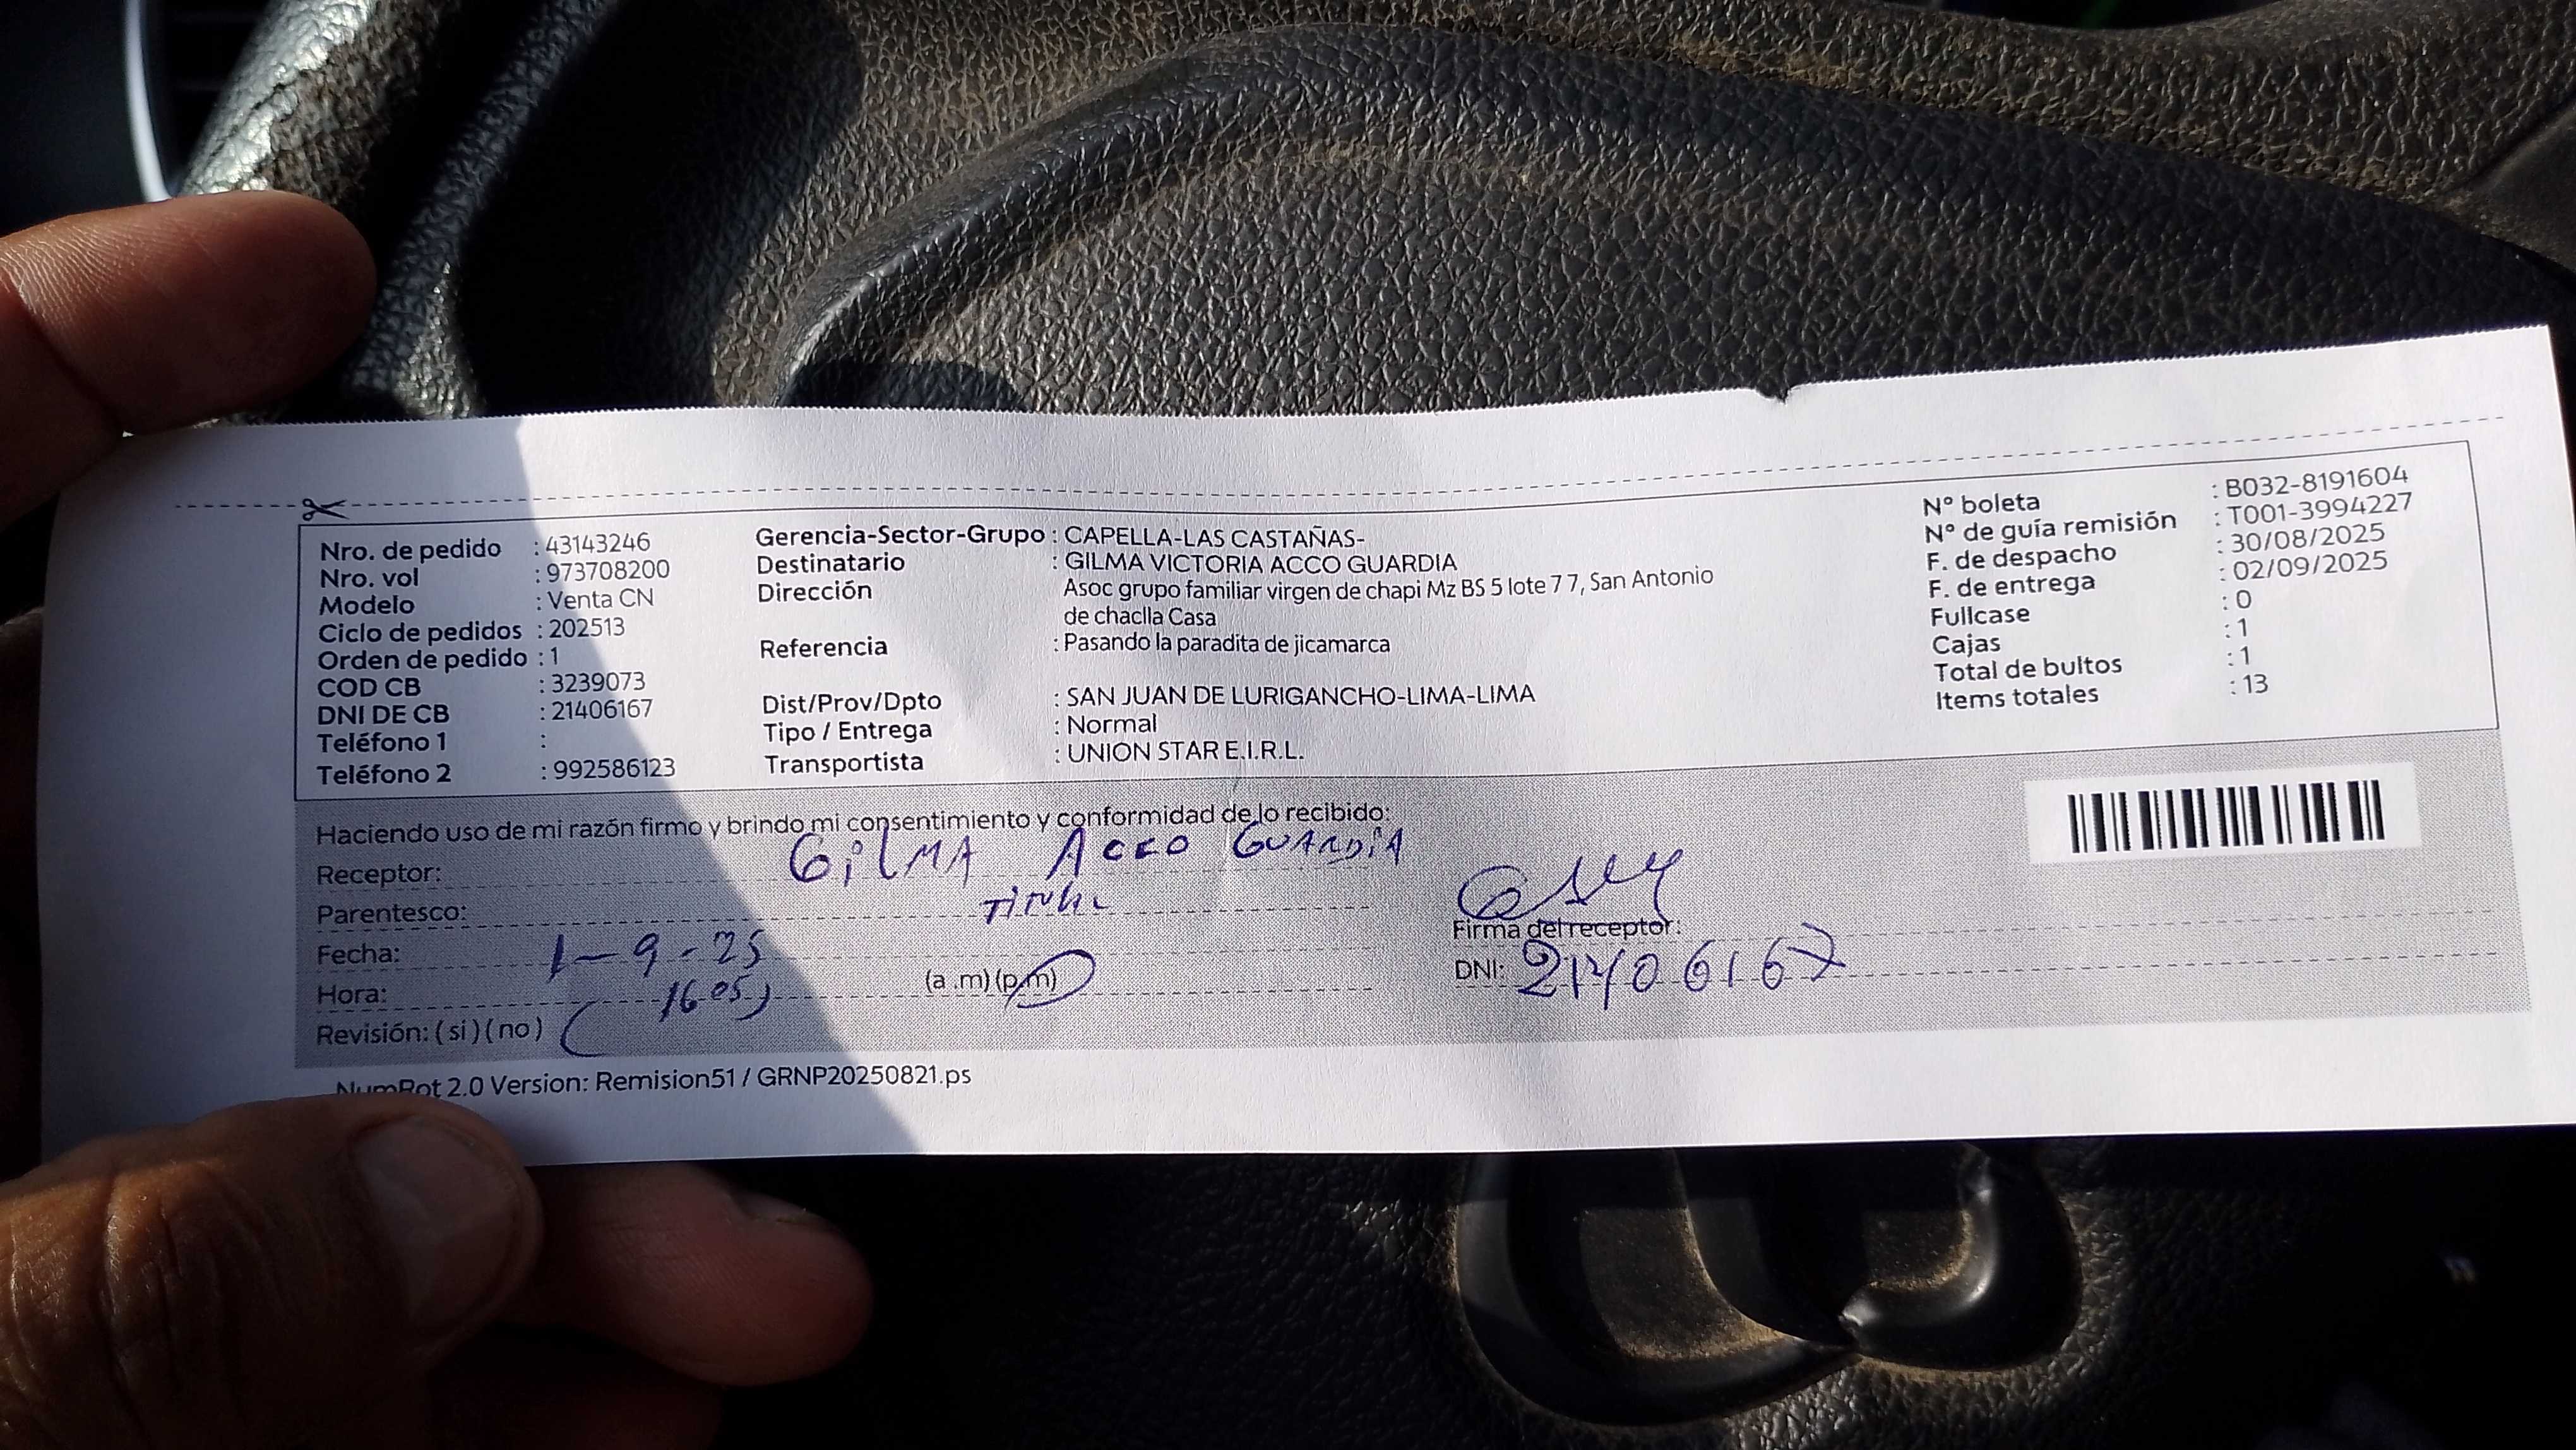 Nro. de pedido : 43143246
Nro. vol : 973708200
Modelo : Venta CN
Ciclo de pedidos : 202513
Orden de pedido : 1
COD CB : 3239073
DNI DE CB : 21406167
Teléfono 1 :
Teléfono 2 : 992586123
Gerencia-Sector-Grupo : CAPELLA-LAS CASTAÑAS-
Destinatario : GILMA VICTORIA ACCO GUARDIA
Dirección Asoc grupo familiar virgen de chapi Mz BS 5 lote 7 7, San Antonio
de chaclla Casa
Referencia : Pasando la paradita de jicamarca
Dist/Prov/Dpto : SAN JUAN DE LURIGANCHO-LIMA-LIMA
Tipo / Entrega : Normal
Transportista : UNION STAR E.I.R.L.
N° boleta : B032-8191604
N° de guía remisión : T001-3994227
F. de despacho : 30/08/2025
F. de entrega : 02/09/2025
Fullcase : 0
Cajas : 1
Total de bultos : 1
Items totales : 13
Haciendo uso de mi razón firmo y brindo mi consentimiento y conformidad de lo recibido:
Receptor: GilMA Acco GUARDiA
Parentesco:
Fecha: 1-9-25
Hora: 16 05 (a .m) (p.m)
Revisión: ( si ) ( no )
Firma del receptor:
DNI: 21406167
NumRot 2.0 Version: Remision51 / GRNP20250821.ps